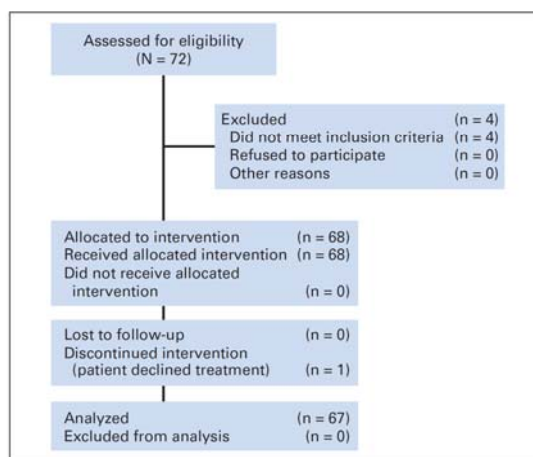 Assessed for eligibility
(N = 72)
Excluded (n = 4)
Did not meet inclusion criteria (n = 4)
Refused to participate (n = 0)
Other reasons (n = 0)
Allocated to intervention (n = 68)
Received allocated intervention (n = 68)
Did not receive allocated
intervention (n = 0)
Lost to follow-up (n = 0)
Discontinued intervention
(patient declined treatment) (n = 1)
Analyzed (n = 67)
Excluded from analysis (n = 0)